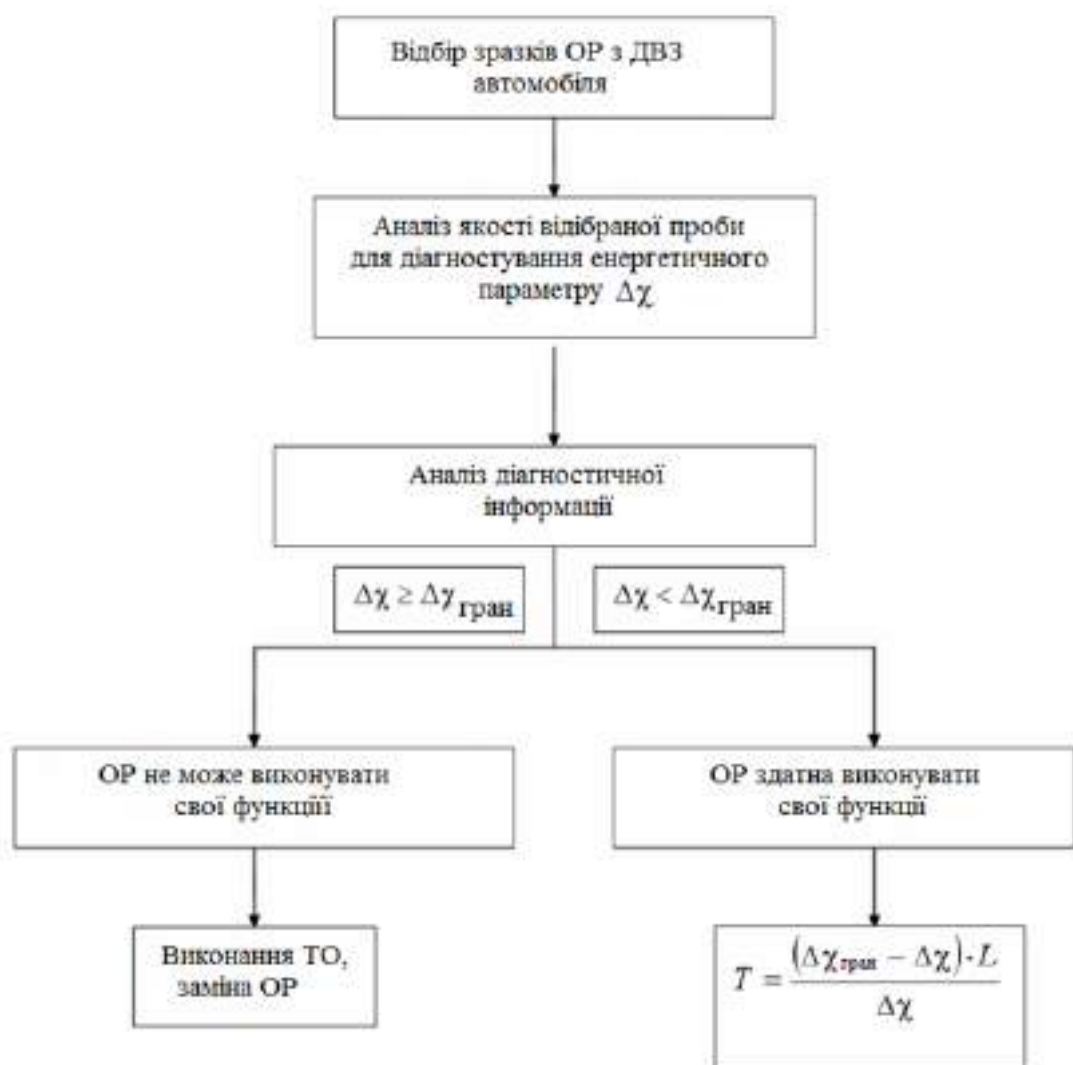 Відбір зразків ОР з ДВЗ
автомобіля
Аналіз якості відібраної проби
для діагностування енергетичного
параметру Δχ
Аналіз діагностичної
інформації
Δχ ≥ Δγгран
Δχ < Δχгран
ОР не може виконувати
свої функціїї
ОР здатна виконувати
свої функції
Виконання ТО,
заміна ОР
T = (Δχгран − Δχ) · L / Δχ